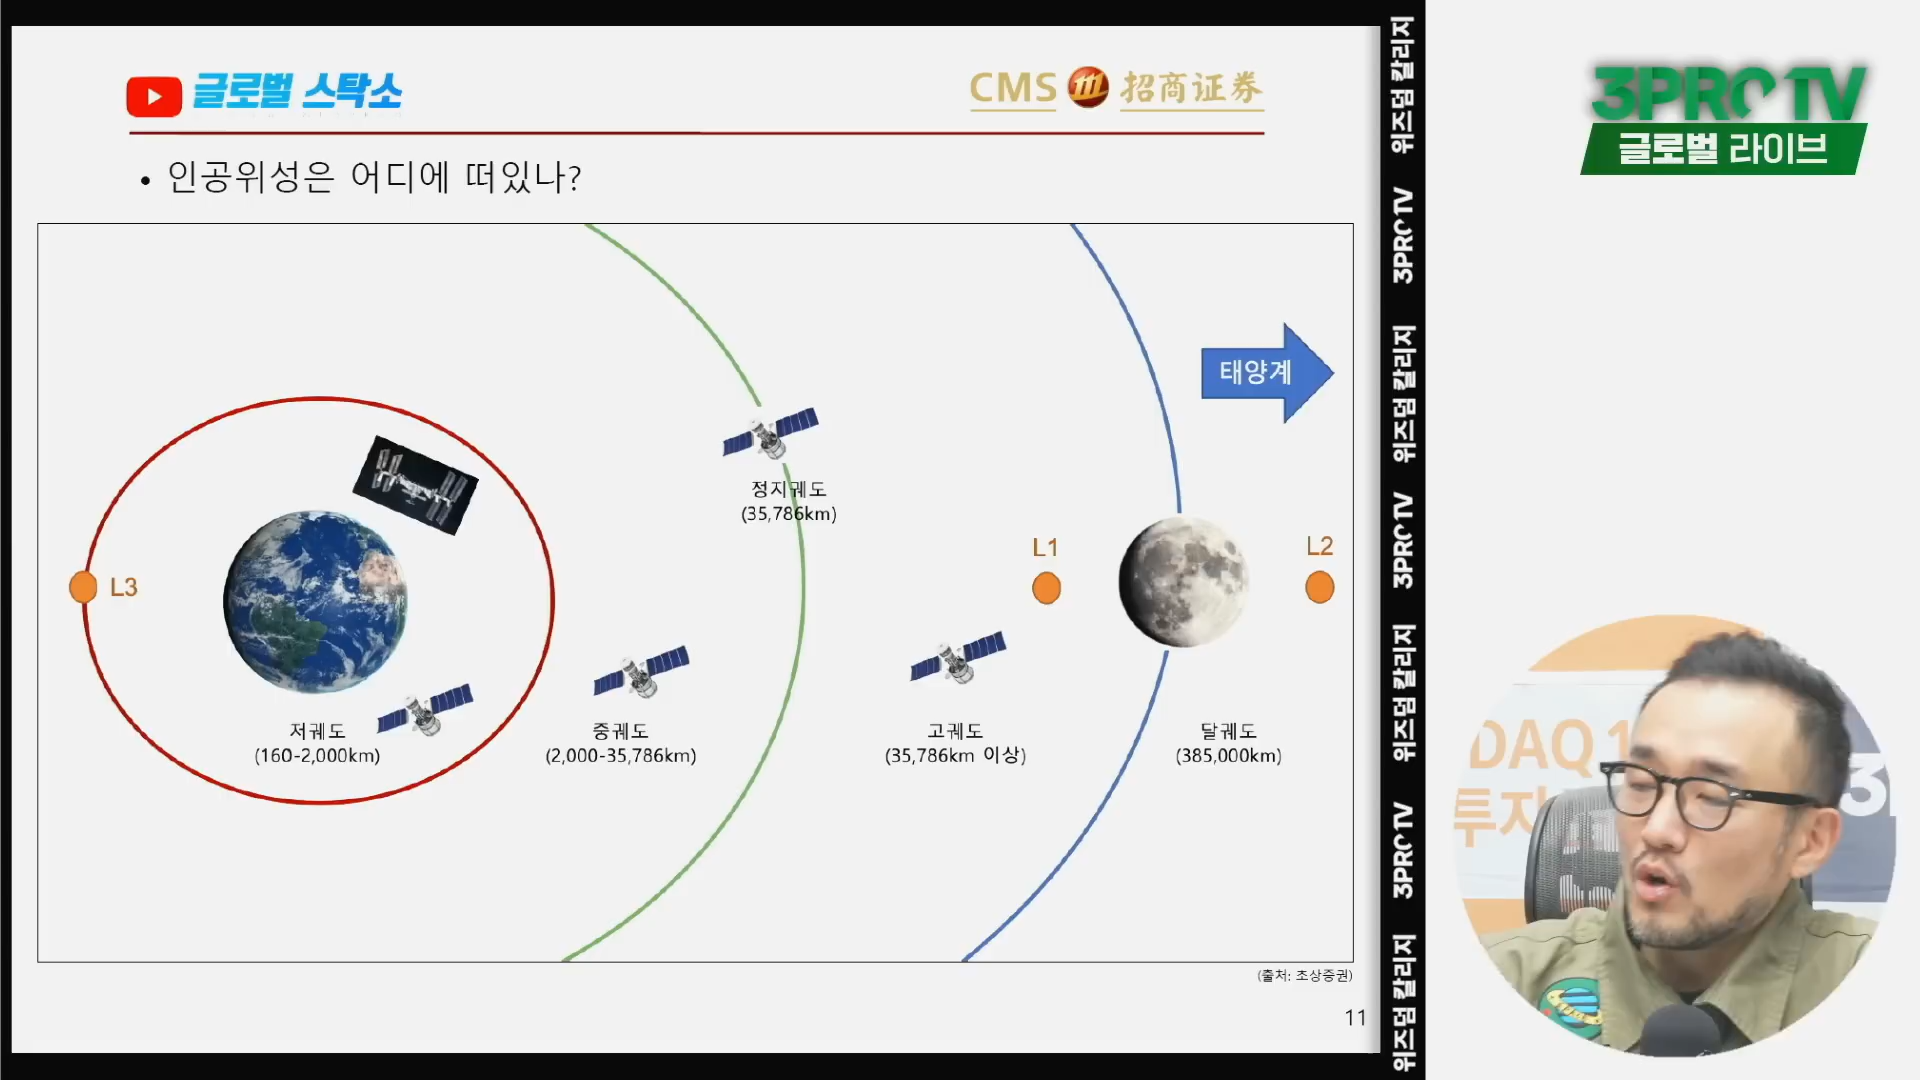 글로벌 스탁소
CMS 招商证券
3PRO TV
글로벌 라이브
• 인공위성은 어디에 떠있나?
태양계
정지궤도
(35,786km)
L1
L2
L3
저궤도
(160-2,000km)
중궤도
(2,000-35,786km)
고궤도
(35,786km 이상)
달궤도
(385,000km)
(출처: 초상증권)
11
위즈덤 칼리지
3PRO TV
위즈덤 칼리지
3PRO TV
위즈덤 칼리지
3PRO TV
위즈덤 칼리지
DAQ 1
투자
3